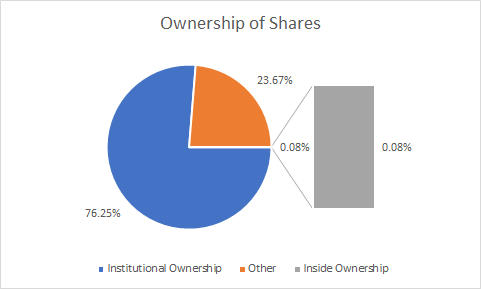 Ownership of Shares
23.67%
0.08%
0.08%
76.25%
Institutional Ownership
Other
Inside Ownership